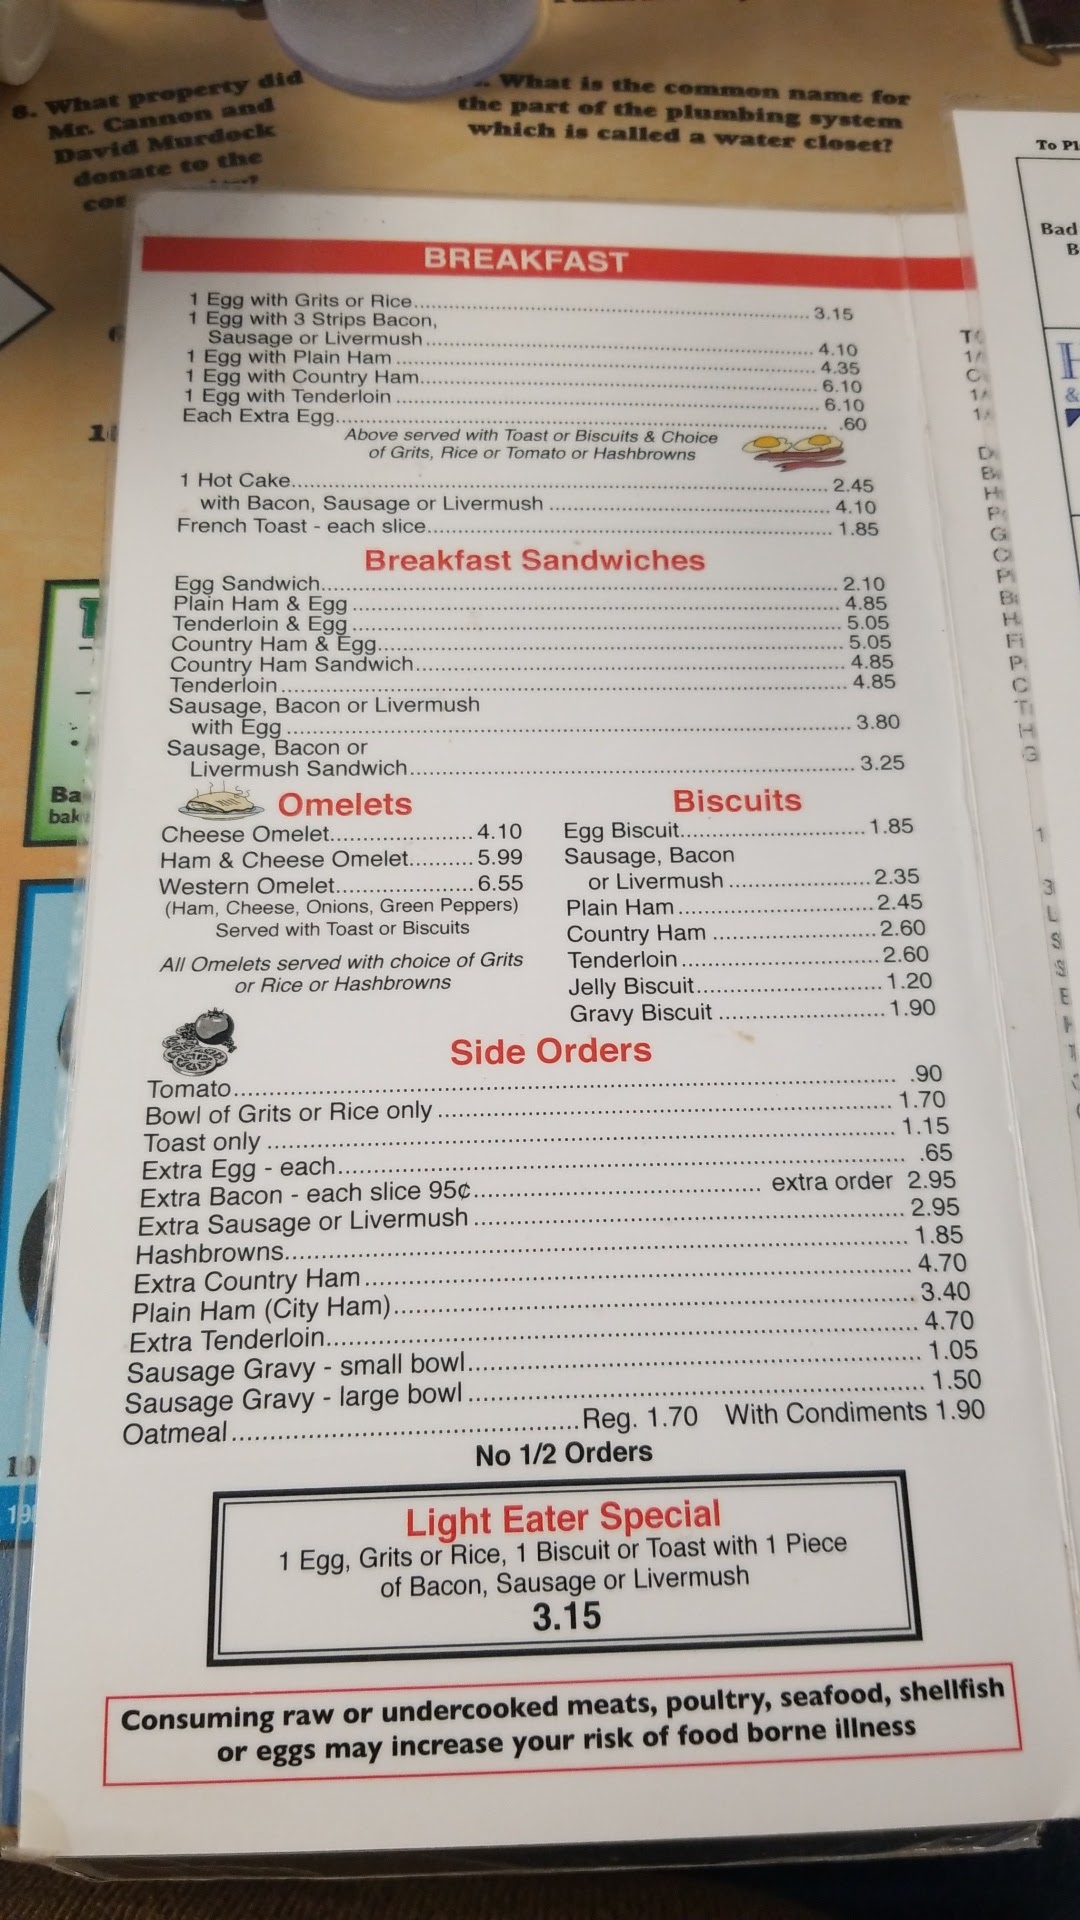 8. What property did
Mr. Cannon and
David Murdock
donate to the
What is the common name for
the part of the plumbing system
which is called a water closet?
To Pl
Bad
B
BREAKFAST
1 Egg with Grits or Rice.......... 3.15
1 Egg with 3 Strips Bacon,
Sausage or Livermush.......... 4.10
1 Egg with Plain Ham .......... 4.35
1 Egg with Country Ham.......... 6.10
1 Egg with Tenderloin .......... 6.10
Each Extra Egg.......... .60
Above served with Toast or Biscuits & Choice
of Grits, Rice or Tomato or Hashbrowns
1 Hot Cake.......... 2.45
with Bacon, Sausage or Livermush .......... 4.10
French Toast - each slice.......... 1.85
Breakfast Sandwiches
Egg Sandwich.......... 2.10
Plain Ham & Egg .......... 4.85
Tenderloin & Egg .......... 5.05
Country Ham & Egg.......... 5.05
Country Ham Sandwich.......... 4.85
Tenderloin .......... 4.85
Sausage, Bacon or Livermush
with Egg .......... 3.80
Sausage, Bacon or
Livermush Sandwich.......... 3.25
Omelets
Cheese Omelet.......... 4.10
Ham & Cheese Omelet.......... 5.99
Western Omelet.......... 6.55
(Ham, Cheese, Onions, Green Peppers)
Served with Toast or Biscuits
All Omelets served with choice of Grits
or Rice or Hashbrowns
Biscuits
Egg Biscuit.......... 1.85
Sausage, Bacon
or Livermush .......... 2.35
Plain Ham .......... 2.45
Country Ham .......... 2.60
Tenderloin .......... 2.60
Jelly Biscuit.......... 1.20
Gravy Biscuit .......... 1.90
Side Orders
Tomato.......... .90
Bowl of Grits or Rice only .......... 1.70
Toast only .......... 1.15
Extra Egg - each.......... .65
Extra Bacon - each slice 95¢.......... extra order 2.95
Extra Sausage or Livermush .......... 2.95
Hashbrowns.......... 1.85
Extra Country Ham .......... 4.70
Plain Ham (City Ham).......... 3.40
Extra Tenderloin.......... 4.70
Sausage Gravy - small bowl.......... 1.05
Sausage Gravy - large bowl .......... 1.50
Oatmeal .......... Reg. 1.70 With Condiments 1.90
No 1/2 Orders
Light Eater Special
1 Egg, Grits or Rice, 1 Biscuit or Toast with 1 Piece
of Bacon, Sausage or Livermush
3.15
Consuming raw or undercooked meats, poultry, seafood, shellfish
or eggs may increase your risk of food borne illness